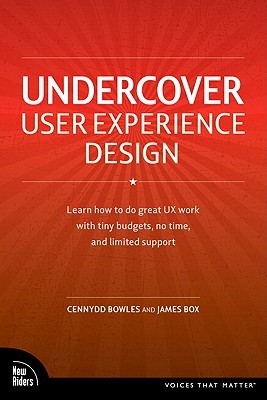 UNDERCOVER
USER EXPERIENCE
DESIGN
Learn how to do great UX work
with tiny budgets, no time,
and limited support
CENNYDD BOWLES AND JAMES BOX
New
Riders
VOICES THAT MATTER™